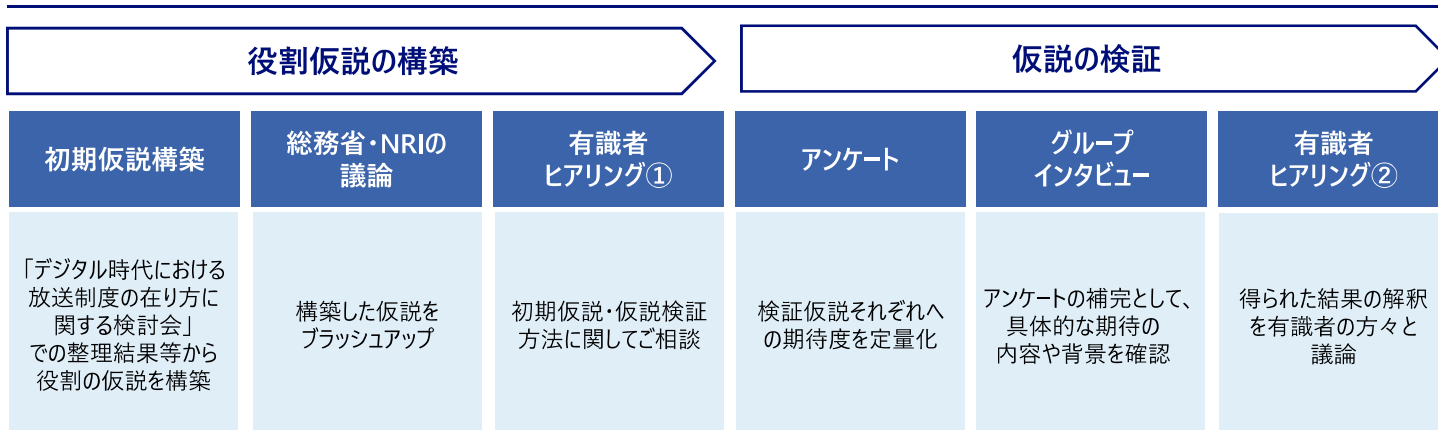 役割仮説の構築
仮説の検証
初期仮説構築
総務省・NRIの
議論
有識者
ヒアリング①
アンケート
グループ
インタビュー
有識者
ヒアリング②
「デジタル時代における
放送制度の在り方に
関する検討会」
での整理結果等から
役割の仮説を構築
構築した仮説を
ブラッシュアップ
初期仮説・仮説検証
方法に関してご相談
検証仮説それぞれへ
の期待度を定量化
アンケートの補完として、
具体的な期待の
内容や背景を確認
得られた結果の解釈
を有識者の方々と
議論